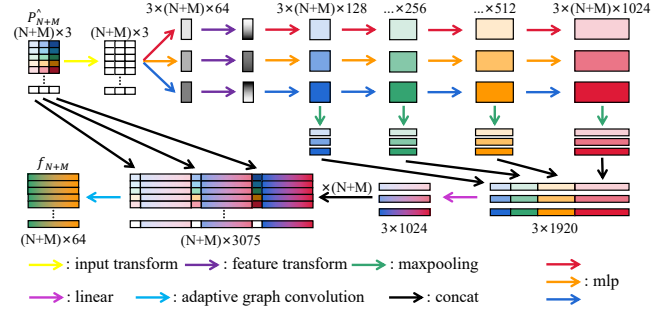 P^_{N+M}
(N+M)×3
(N+M)×3
3×(N+M)×64
3×(N+M)×128
...×256
...×512
3×(N+M)×1024
f_{N+M}
×(N+M)
(N+M)×64
(N+M)×3075
3×1024
3×1920
: input transform
: feature transform
: maxpooling
: mlp
: linear
: adaptive graph convolution
: concat